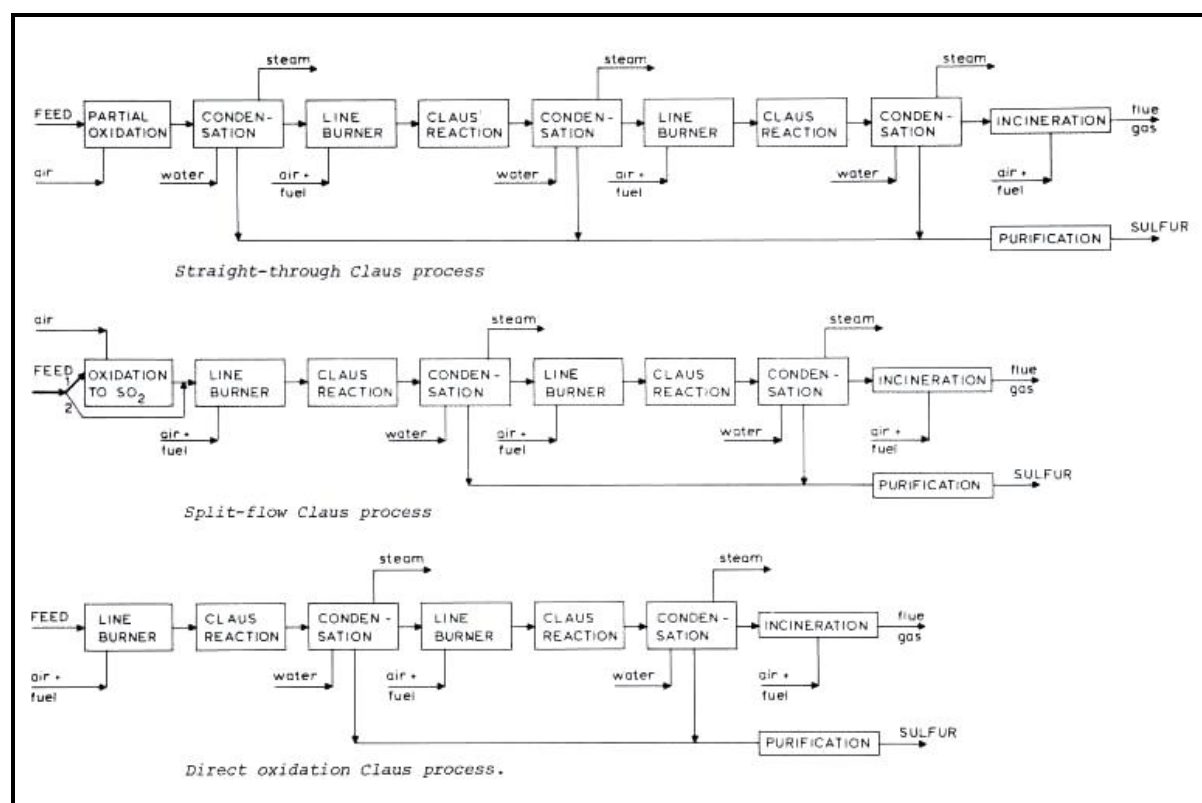 steam
steam
steam
FEED
PARTIAL
OXIDATION
CONDEN-
SATION
LINE
BURNER
CLAUS'
REACTION
CONDEN-
SATION
LINE
BURNER
CLAUS
REACTION
CONDEN-
SATION
INCINERATION
flue
gas
air
water
air +
fuel
water
air +
fuel
water
air +
fuel
PURIFICATION
SULFUR
Straight-through Claus process
air
steam
steam
FEED
1
2
OXIDATION
TO SO2
LINE
BURNER
CLAUS
REACTION
CONDEN-
SATION
LINE
BURNER
CLAUS
REACTION
CONDEN-
SATION
INCINERATION
flue
gas
air +
fuel
water
air +
fuel
water
air +
fuel
PURIFICATION
SULFUR
Split-flow Claus process
steam
steam
FEED
LINE
BURNER
CLAUS
REACTION
CONDEN-
SATION
LINE
BURNER
CLAUS
REACTION
CONDEN-
SATION
INCINERATION
flue
gas
air +
fuel
water
air +
fuel
water
air +
fuel
PURIFICATION
SULFUR
Direct oxidation Claus process.